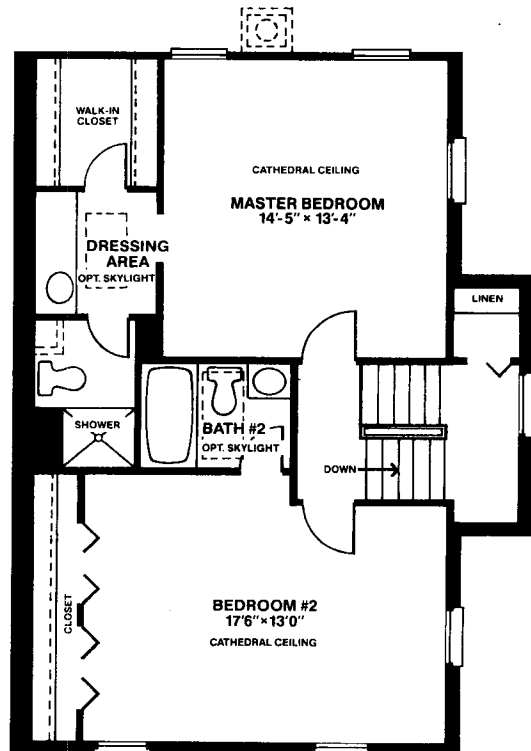 WALK-IN
CLOSET
CATHEDRAL CEILING
MASTER BEDROOM
14'-5" × 13'-4"
DRESSING
AREA
OPT. SKYLIGHT
LINEN
SHOWER
BATH #2
OPT. SKYLIGHT
DOWN
CLOSET
BEDROOM #2
17'6"×13'0"
CATHEDRAL CEILING